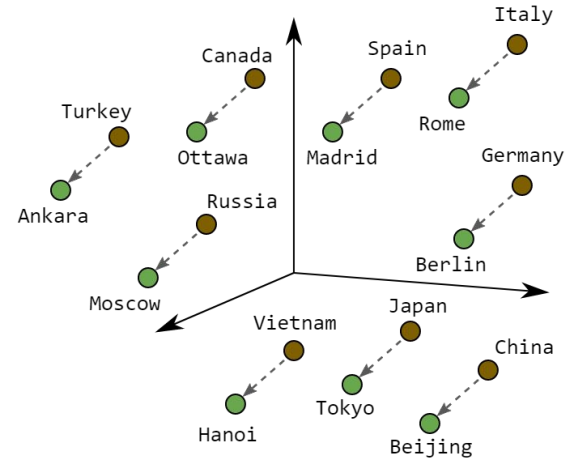 Italy
Canada
Spain
Turkey
Rome
Ottawa
Madrid
Germany
Ankara
Russia
Berlin
Moscow
Vietnam
Japan
China
Tokyo
Hanoi
Beijing